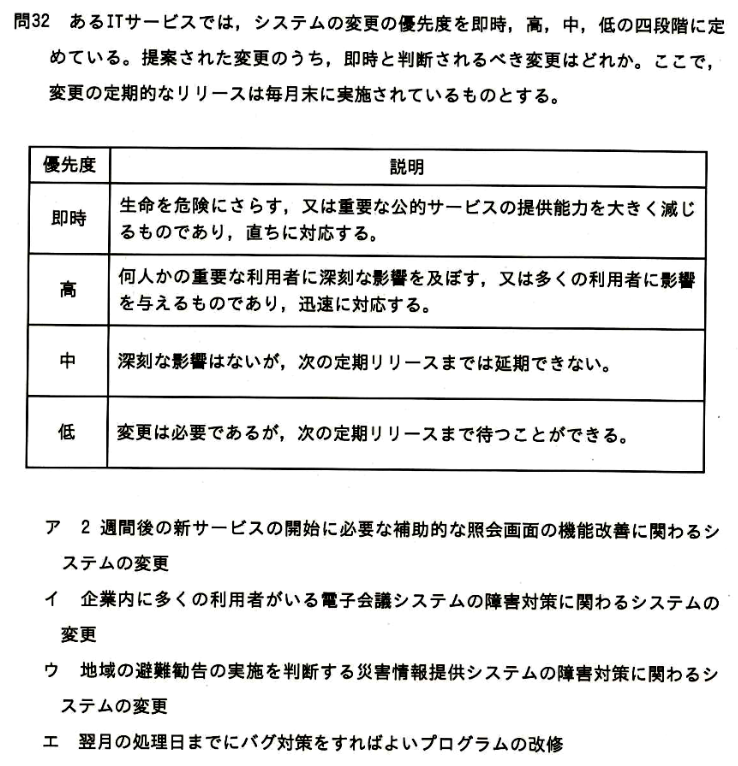 問32 あるITサービスでは，システムの変更の優先度を即時，高，中，低の四段階に定
めている。提案された変更のうち，即時と判断されるべき変更はどれか。ここで，
変更の定期的なリリースは毎月末に実施されているものとする。
優先度 説明
即時 生命を危険にさらす，又は重要な公的サービスの提供能力を大きく減じ
るものであり，直ちに対応する。
高 何人かの重要な利用者に深刻な影響を及ぼす，又は多くの利用者に影響
を与えるものであり，迅速に対応する。
中 深刻な影響はないが，次の定期リリースまでは延期できない。
低 変更は必要であるが，次の定期リリースまで待つことができる。
ア 2 週間後の新サービスの開始に必要な補助的な照会画面の機能改善に関わるシ
ステムの変更
イ 企業内に多くの利用者がいる電子会議システムの障害対策に関わるシステムの
変更
ウ 地域の避難勧告の実施を判断する災害情報提供システムの障害対策に関わるシ
ステムの変更
エ 翌月の処理日までにバグ対策をすればよいプログラムの改修